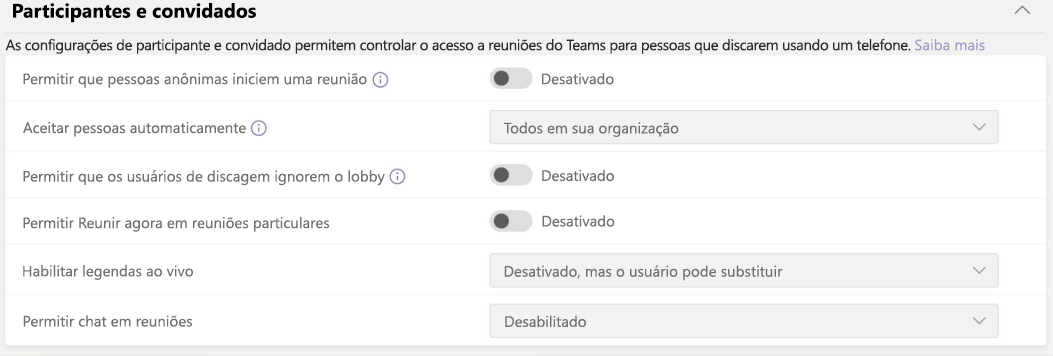 Participantes e convidados
As configurações de participante e convidado permitem controlar o acesso a reuniões do Teams para pessoas que discarem usando um telefone. Saiba mais
Permitir que pessoas anônimas iniciem uma reunião Desativado
Aceitar pessoas automaticamente Todos em sua organização
Permitir que os usuários de discagem ignorem o lobby Desativado
Permitir Reunir agora em reuniões particulares Desativado
Habilitar legendas ao vivo Desativado, mas o usuário pode substituir
Permitir chat em reuniões Desabilitado